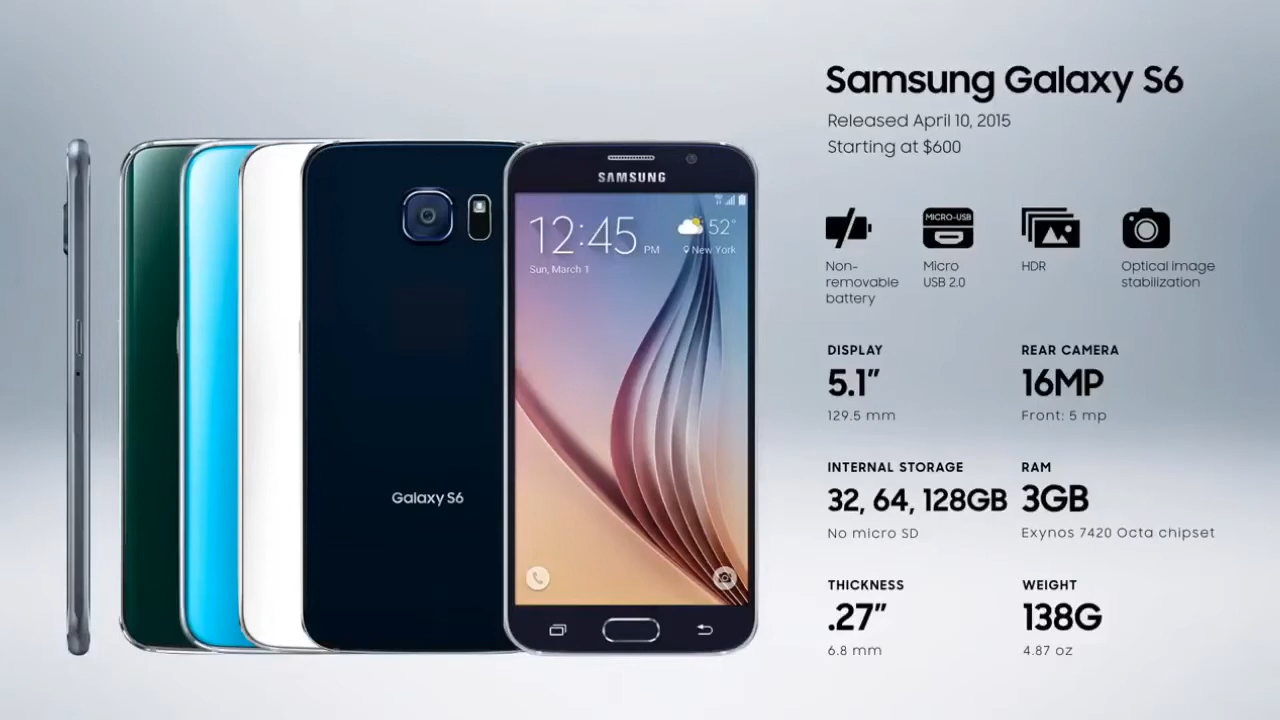 Samsung Galaxy S6
Released April 10, 2015
Starting at $600
SAMSUNG
12:45 PM
52°
New York
Sun, March 1
Galaxy S6
MICRO-USB
Non-
removable
battery
Micro
USB 2.0
HDR
Optical image
stabilization
DISPLAY
5.1”
129.5 mm
REAR CAMERA
16MP
Front: 5 mp
INTERNAL STORAGE
32, 64, 128GB
No micro SD
RAM
3GB
Exynos 7420 Octa chipset
THICKNESS
.27”
6.8 mm
WEIGHT
138G
4.87 oz